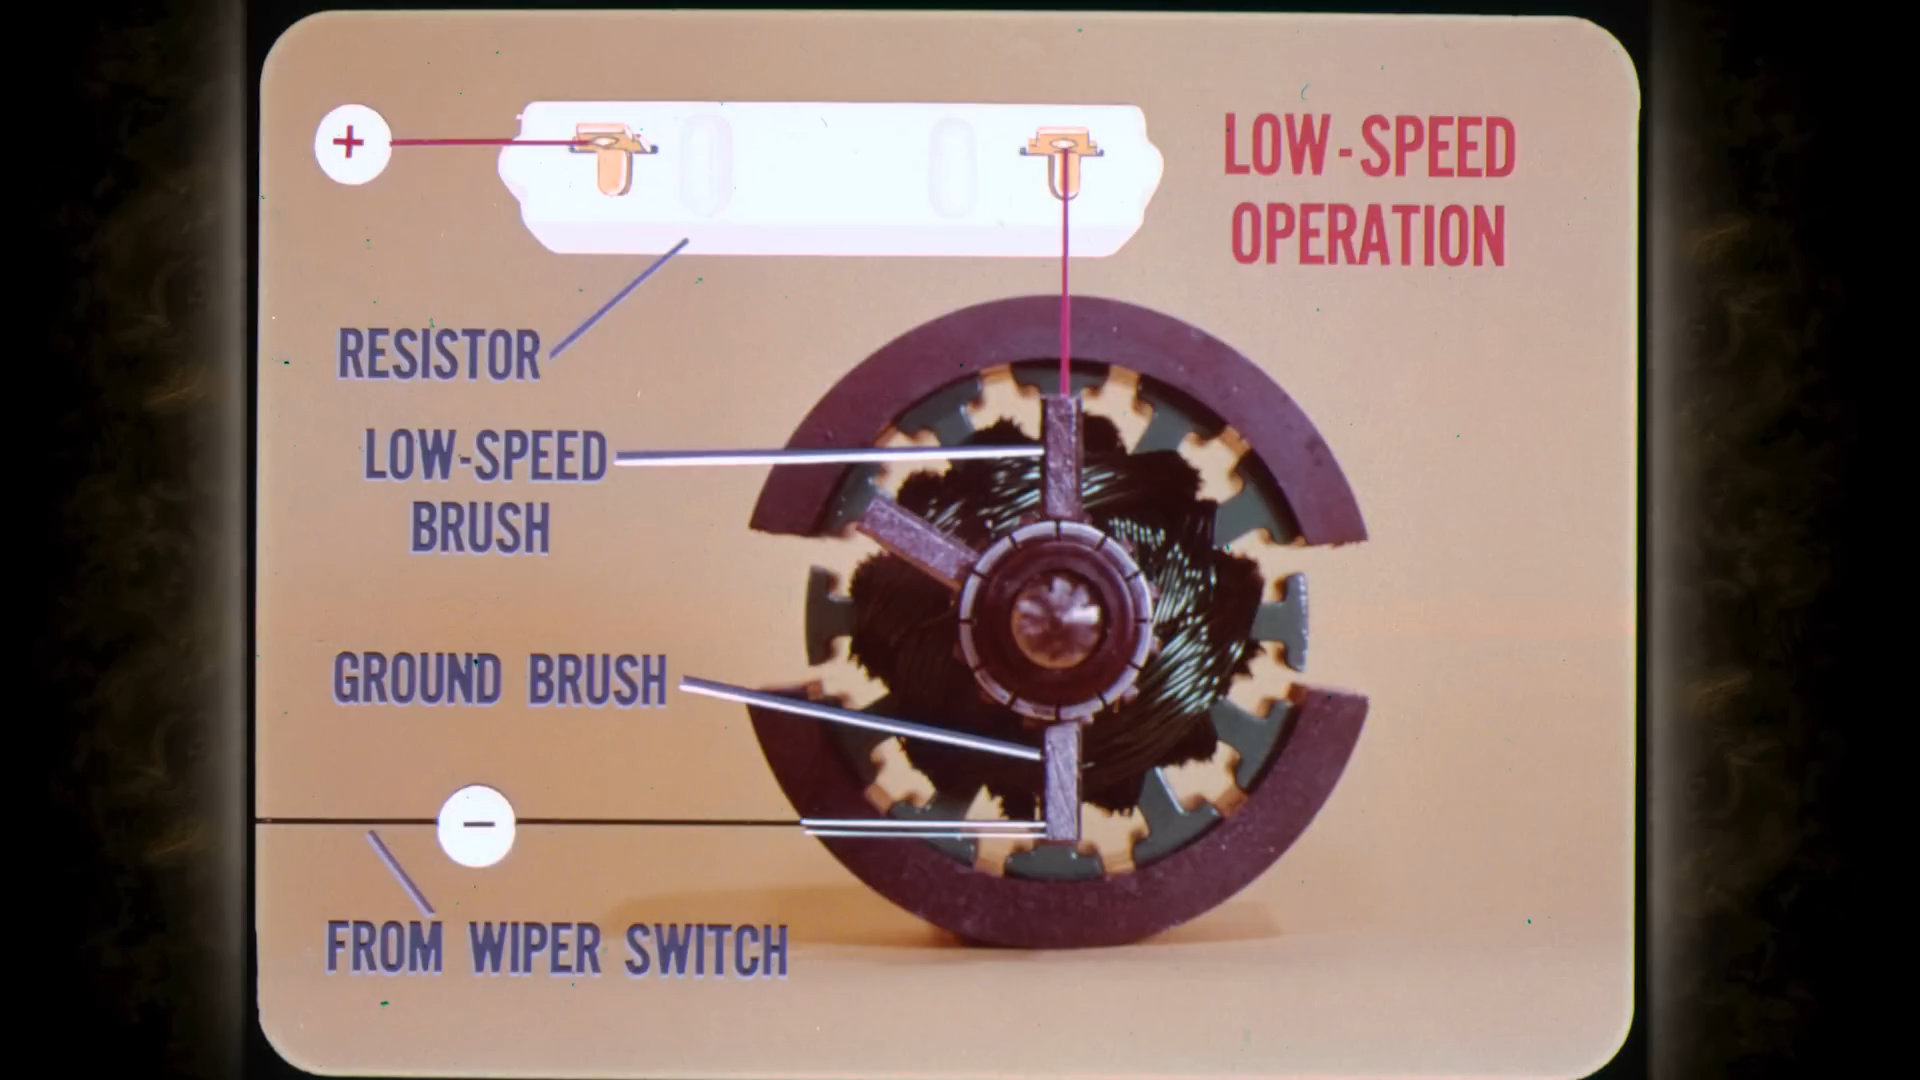 +
LOW-SPEED
OPERATION
RESISTOR
LOW-SPEED
BRUSH
GROUND BRUSH
−
FROM WIPER SWITCH